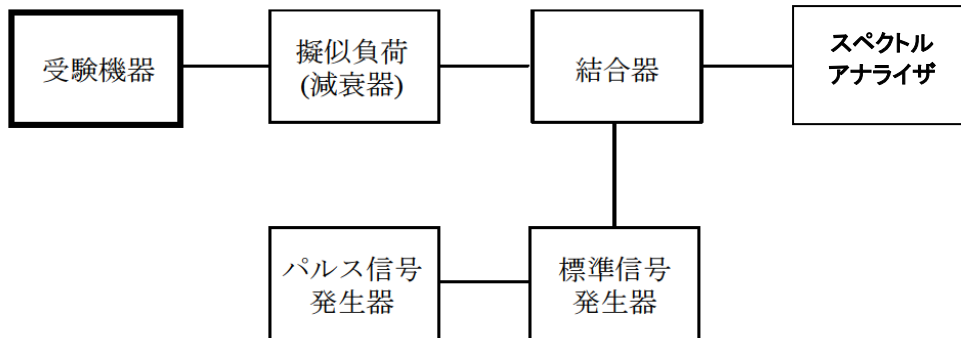 受験機器
擬似負荷
(減衰器)
結合器
スペクトル
アナライザ
パルス信号
発生器
標準信号
発生器